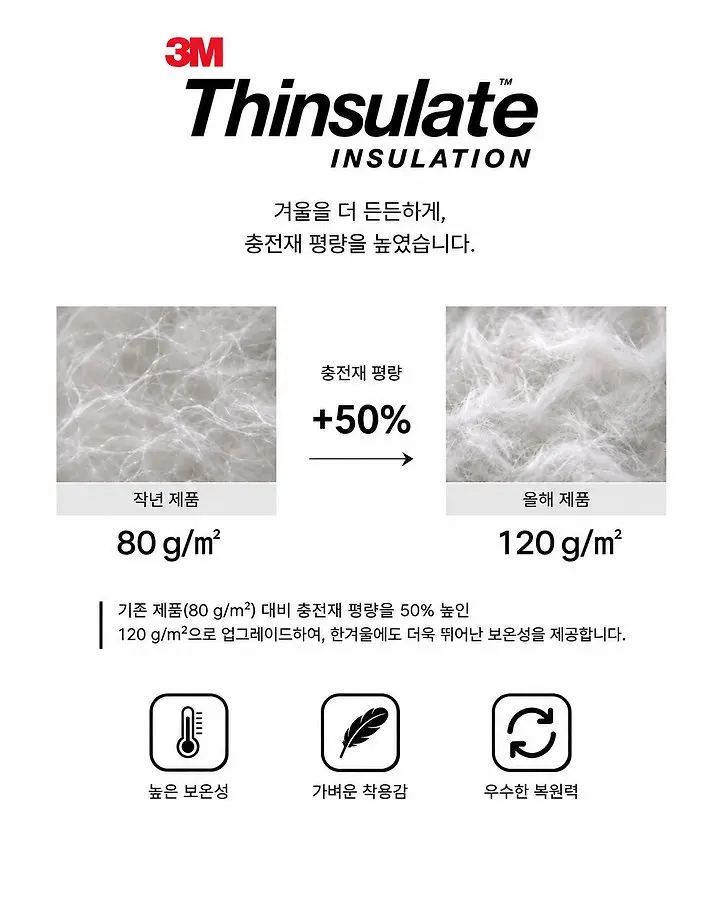 3M
Thinsulate™
INSULATION
겨울을 더 든든하게,
충전재 평량을 높였습니다.
충전재 평량
+50%
작년 제품
올해 제품
80 g/m²
120 g/m²
기존 제품(80 g/m²) 대비 충전재 평량을 50% 높인
120 g/m²으로 업그레이드하여, 한겨울에도 더욱 뛰어난 보온성을 제공합니다.
높은 보온성
가벼운 착용감
우수한 복원력